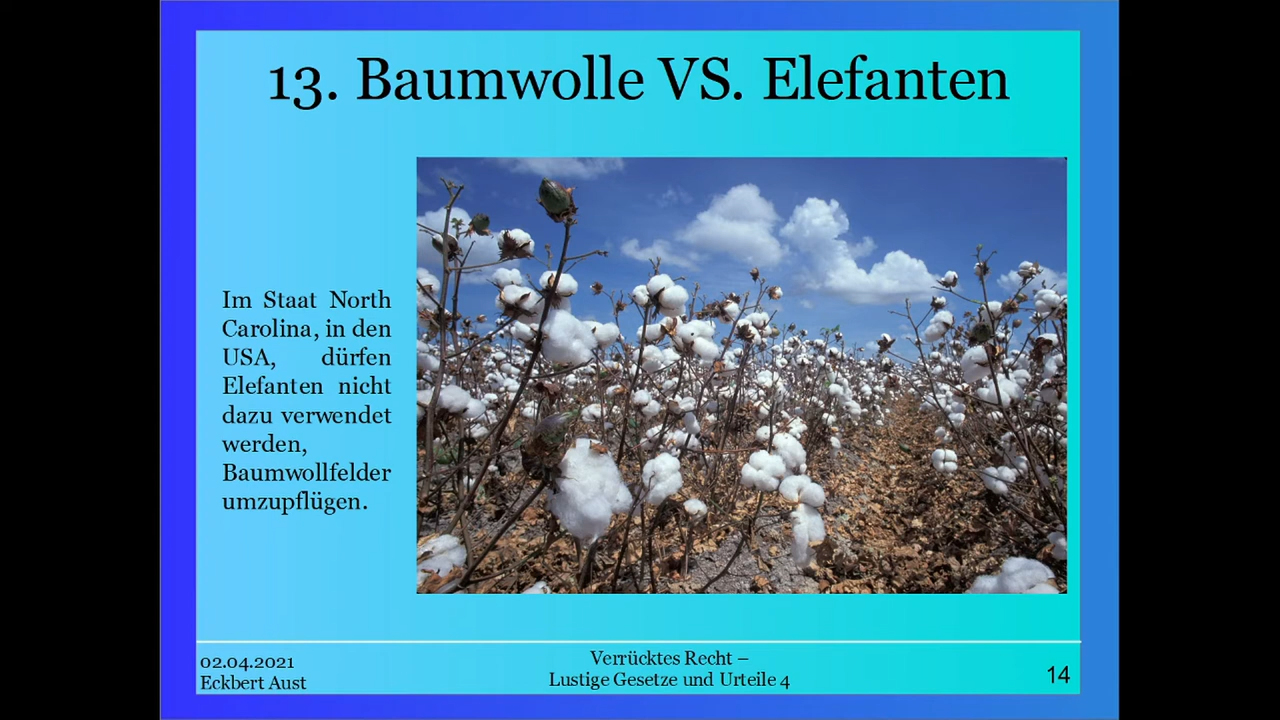 13. Baumwolle VS. Elefanten
Im Staat North
Carolina, in den
USA, dürfen
Elefanten nicht
dazu verwendet
werden,
Baumwollfelder
umzupflügen.
02.04.2021
Eckbert Aust
Verrücktes Recht –
Lustige Gesetze und Urteile 4
14